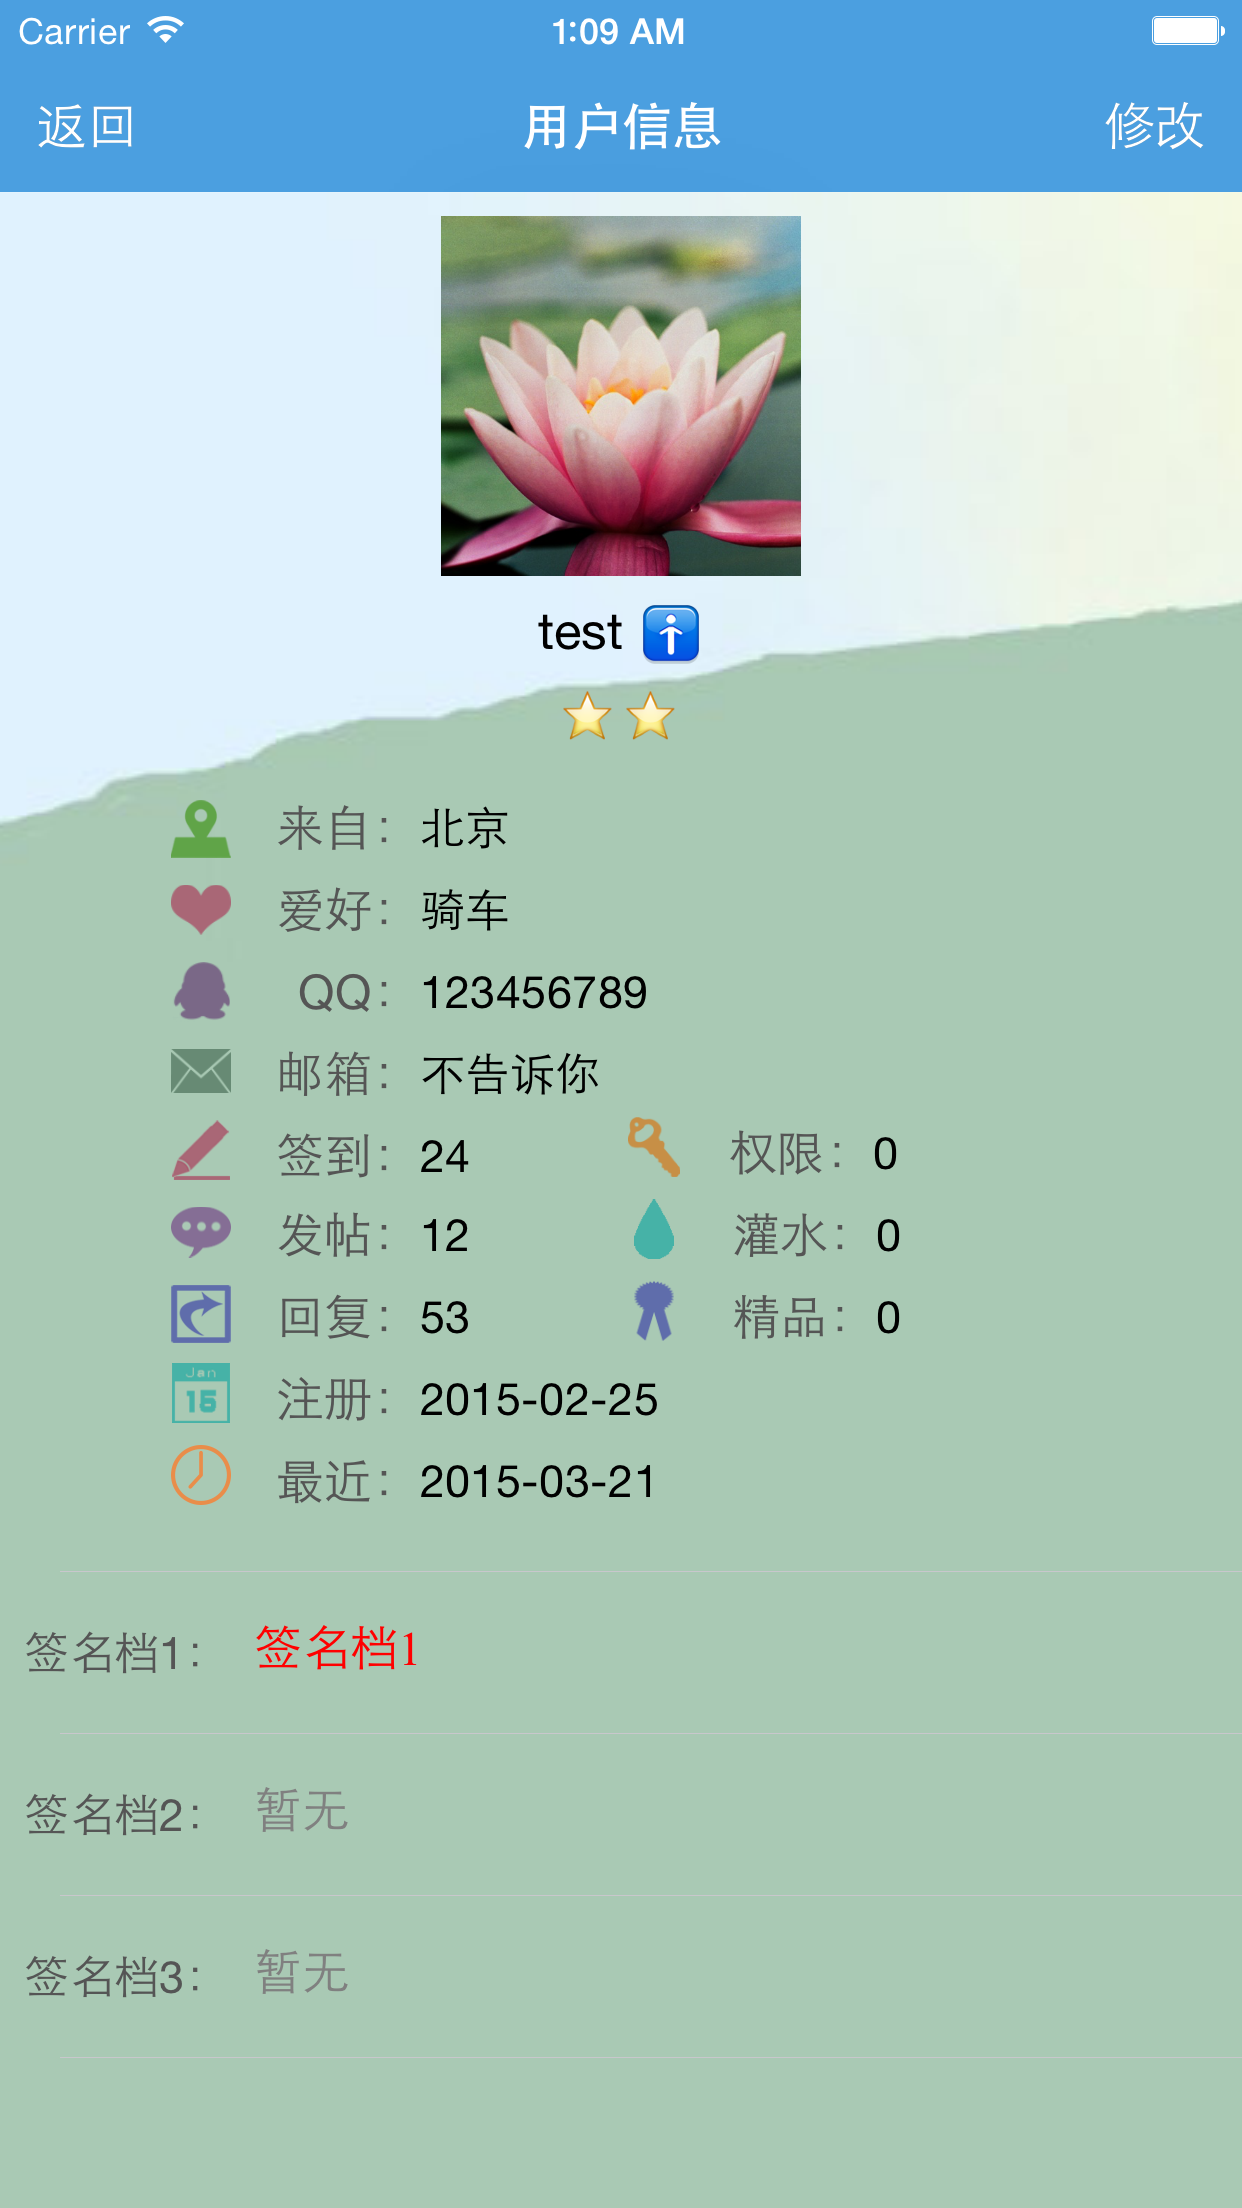 Carrier 1:09 AM
返回 用户信息 修改
test
来自： 北京
爱好： 骑车
QQ： 123456789
邮箱： 不告诉你
签到： 24 权限： 0
发帖： 12 灌水： 0
回复： 53 精品： 0
Jan
15
注册： 2015-02-25
最近： 2015-03-21
签名档1： 签名档1
签名档2： 暂无
签名档3： 暂无